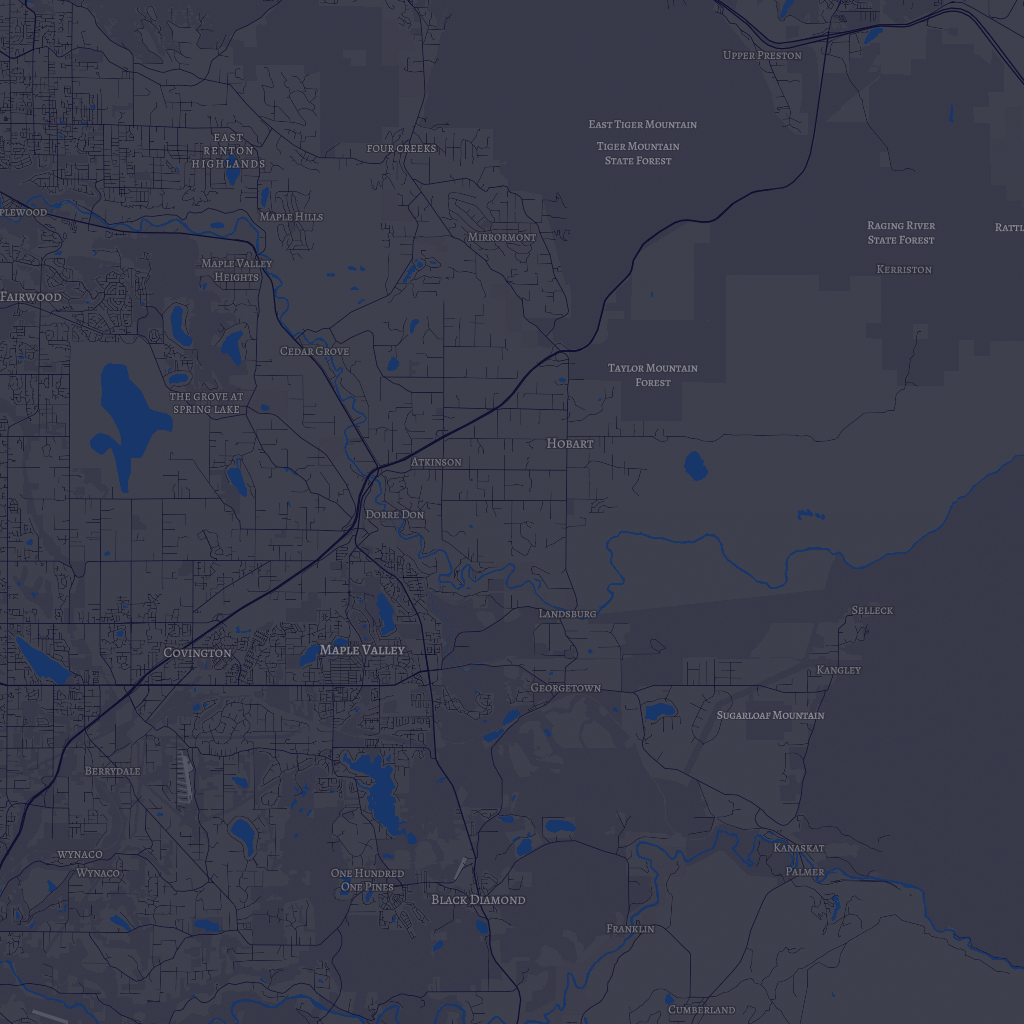 UPPER PRESTON
EAST TIGER MOUNTAIN
TIGER MOUNTAIN
STATE FOREST
EAST
RENTON
HIGHLANDS
FOUR CREEKS
PLEWOOD
MAPLE HILLS
MIRRORMONT
RAGING RIVER
STATE FOREST
RATTL
MAPLE VALLEY
HEIGHTS
KERRISTON
FAIRWOOD
CEDAR GROVE
TAYLOR MOUNTAIN
FOREST
THE GROVE AT
SPRING LAKE
HOBART
ATKINSON
DORRE DON
LANDSBURG
SELLECK
COVINGTON
MAPLE VALLEY
KANGLEY
GEORGETOWN
SUGARLOAF MOUNTAIN
BERRYDALE
KANASKAT
WYNACO
WYNACO
PALMER
ONE HUNDRED
ONE PINES
BLACK DIAMOND
FRANKLIN
CUMBERLAND